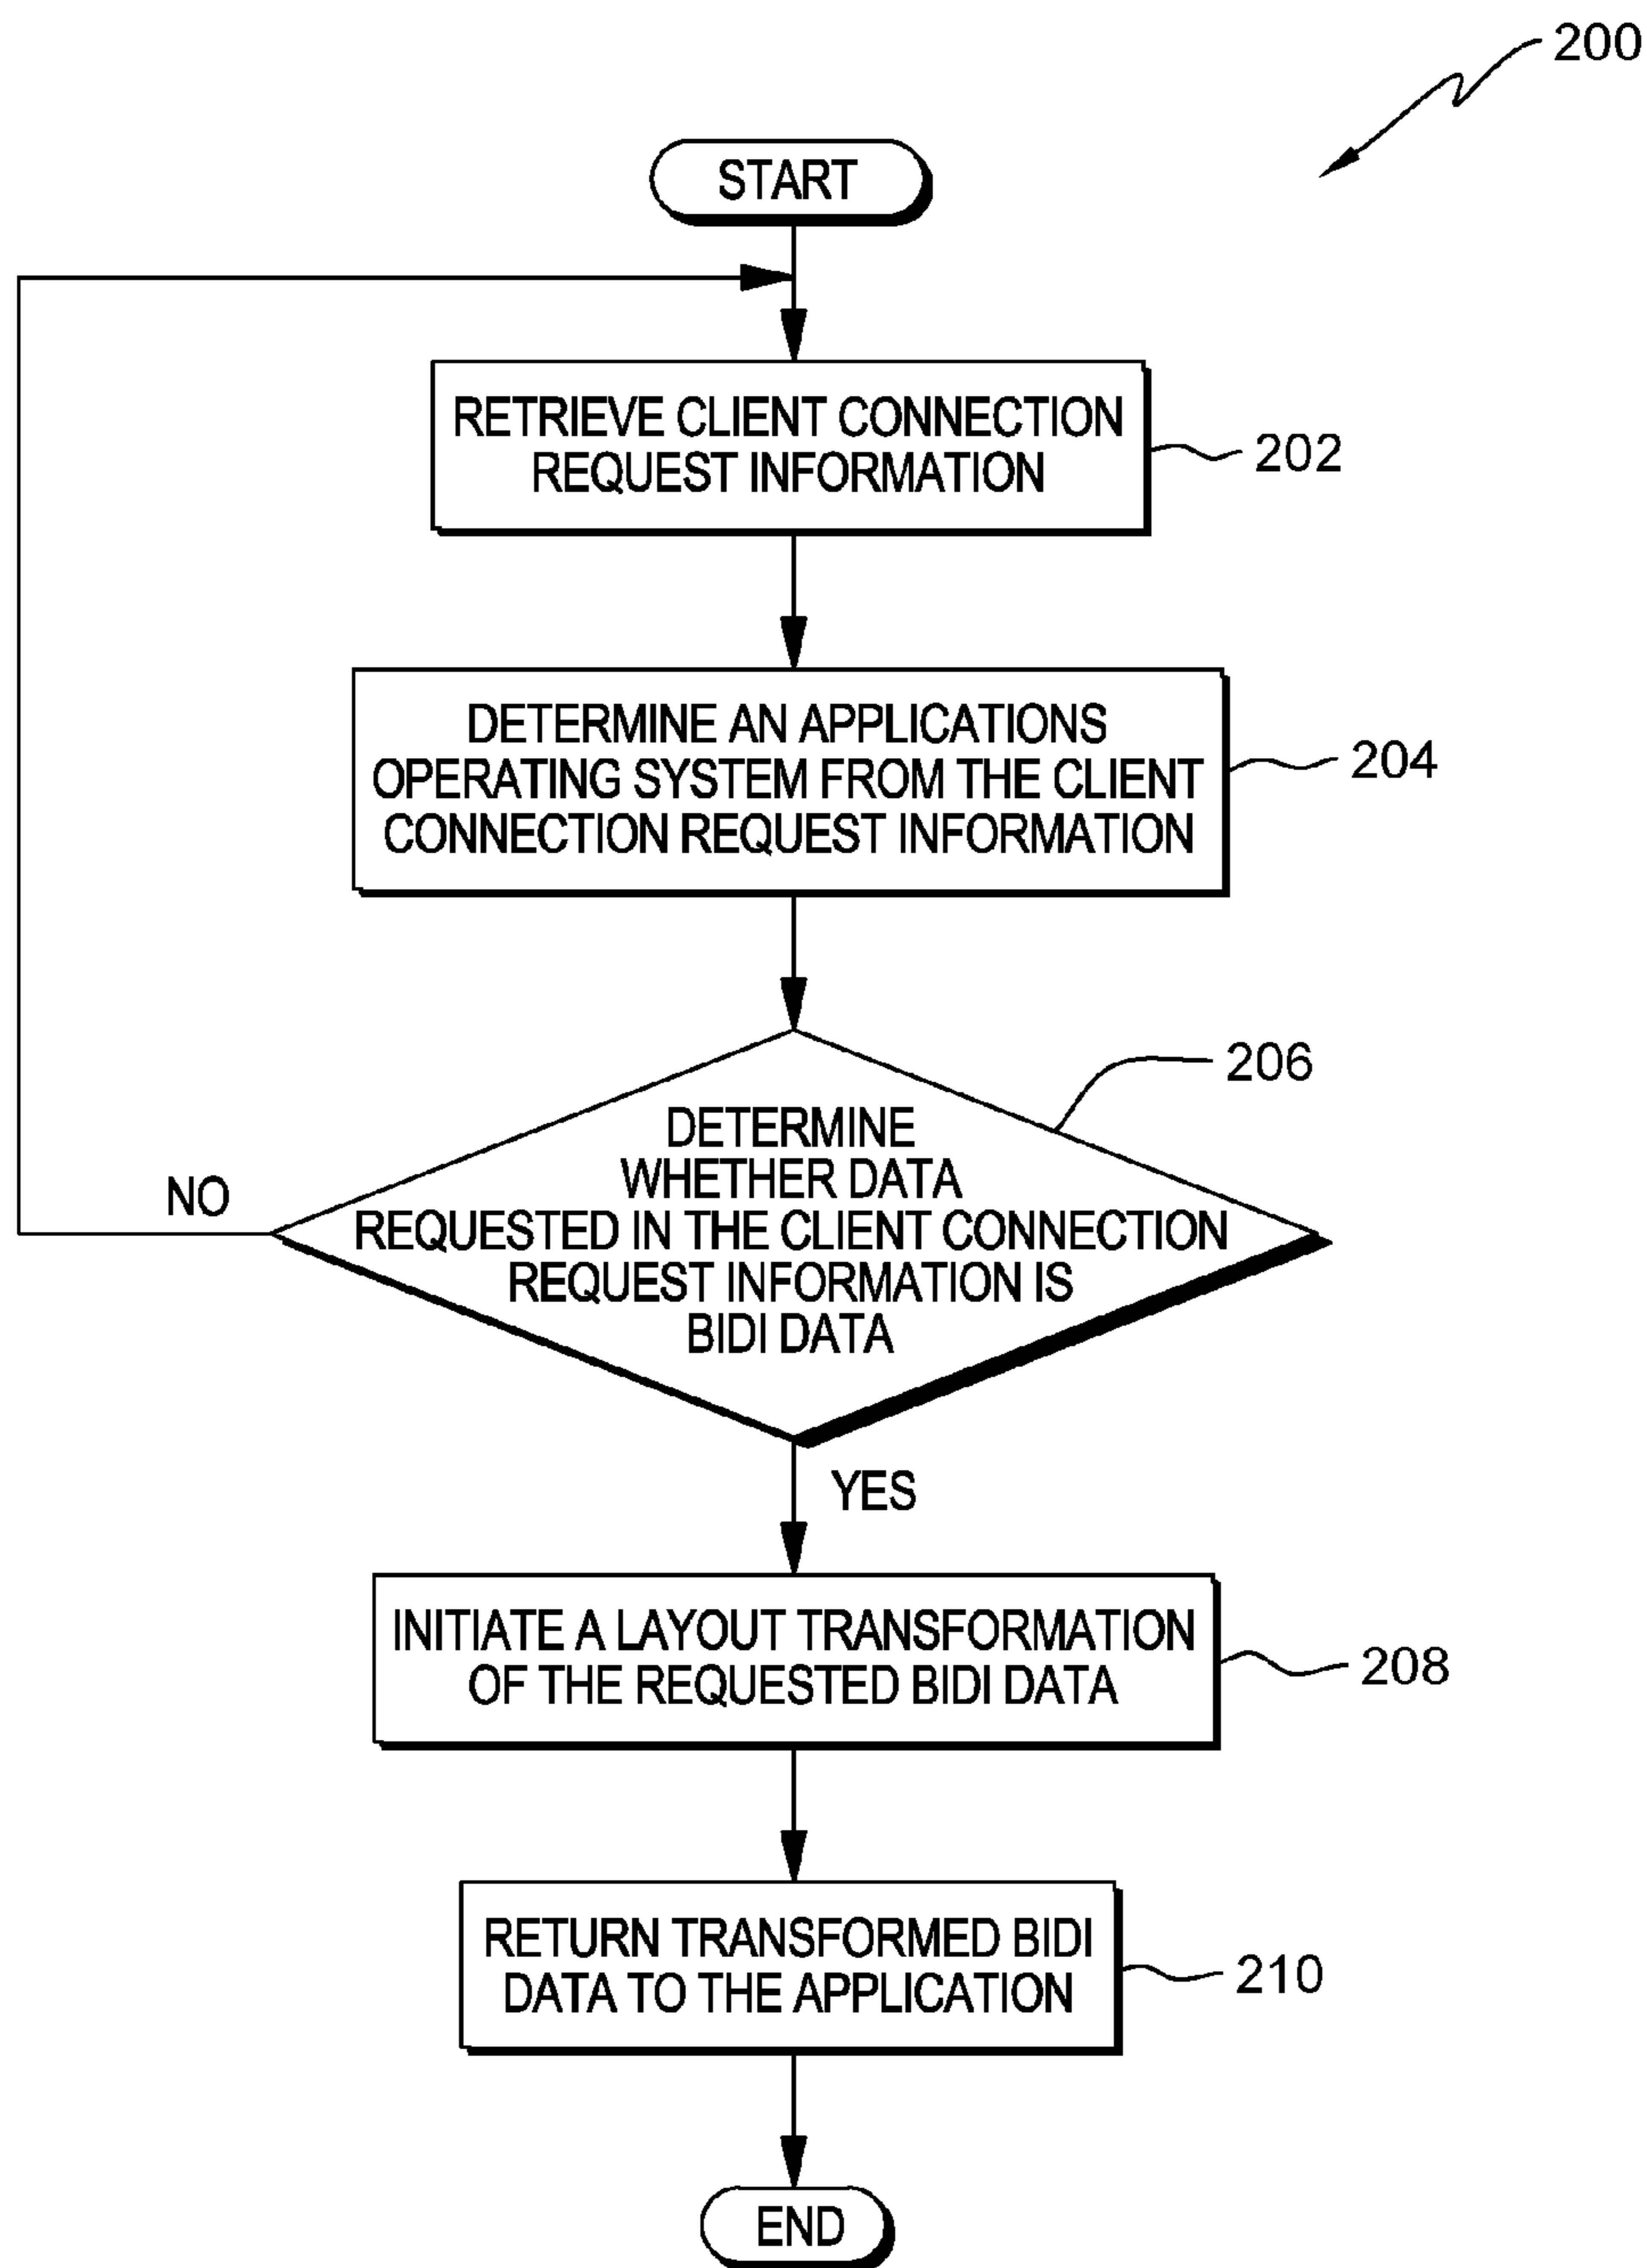 200
START
RETRIEVE CLIENT CONNECTION
REQUEST INFORMATION
202
DETERMINE AN APPLICATIONS
OPERATING SYSTEM FROM THE CLIENT
CONNECTION REQUEST INFORMATION
204
206
DETERMINE
WHETHER DATA
REQUESTED IN THE CLIENT CONNECTION
REQUEST INFORMATION IS
BIDI DATA
NO
YES
INITIATE A LAYOUT TRANSFORMATION
OF THE REQUESTED BIDI DATA
208
RETURN TRANSFORMED BIDI
DATA TO THE APPLICATION
210
END